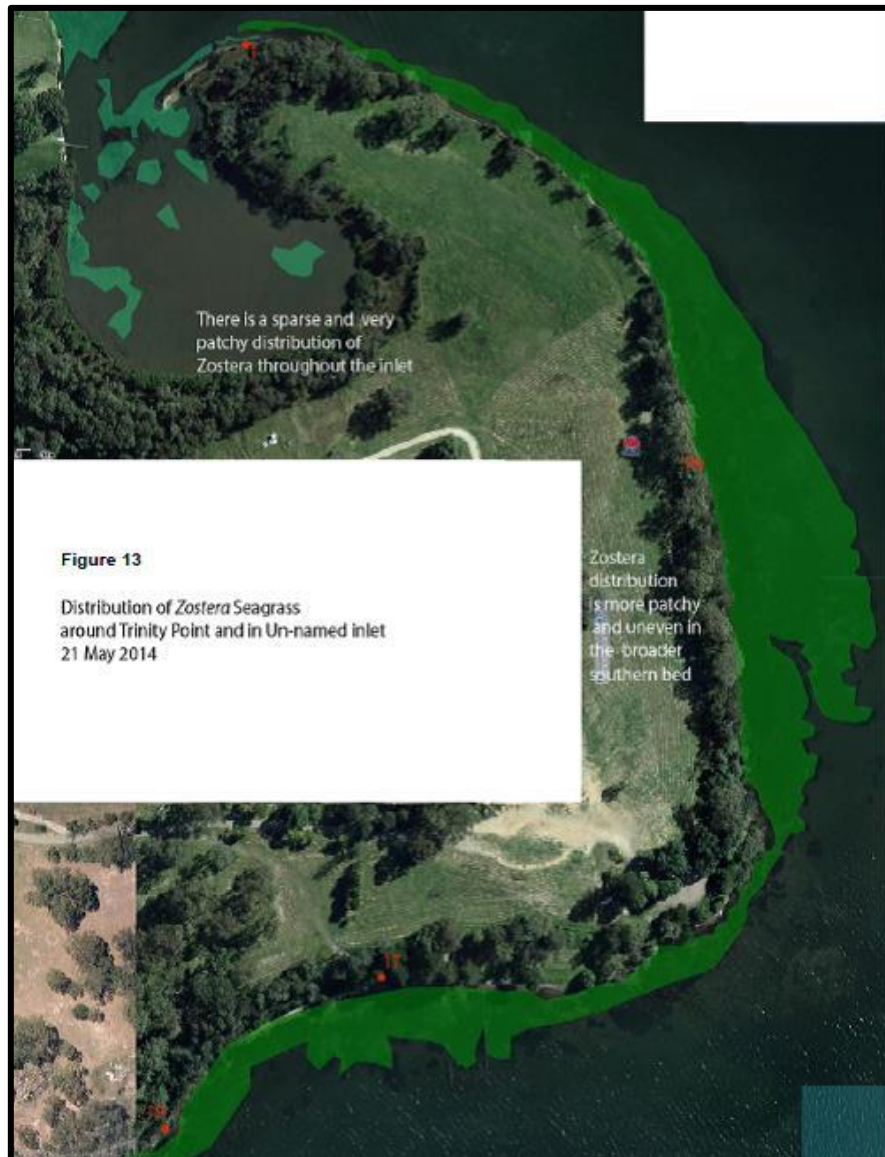 There is a sparse and very
patchy distribution of
Zostera throughout the inlet
Figure 13
Distribution of Zostera Seagrass
around Trinity Point and in Un-named inlet
21 May 2014
Zostera
distribution
is more patchy
and uneven in
the broader
southern bed
17